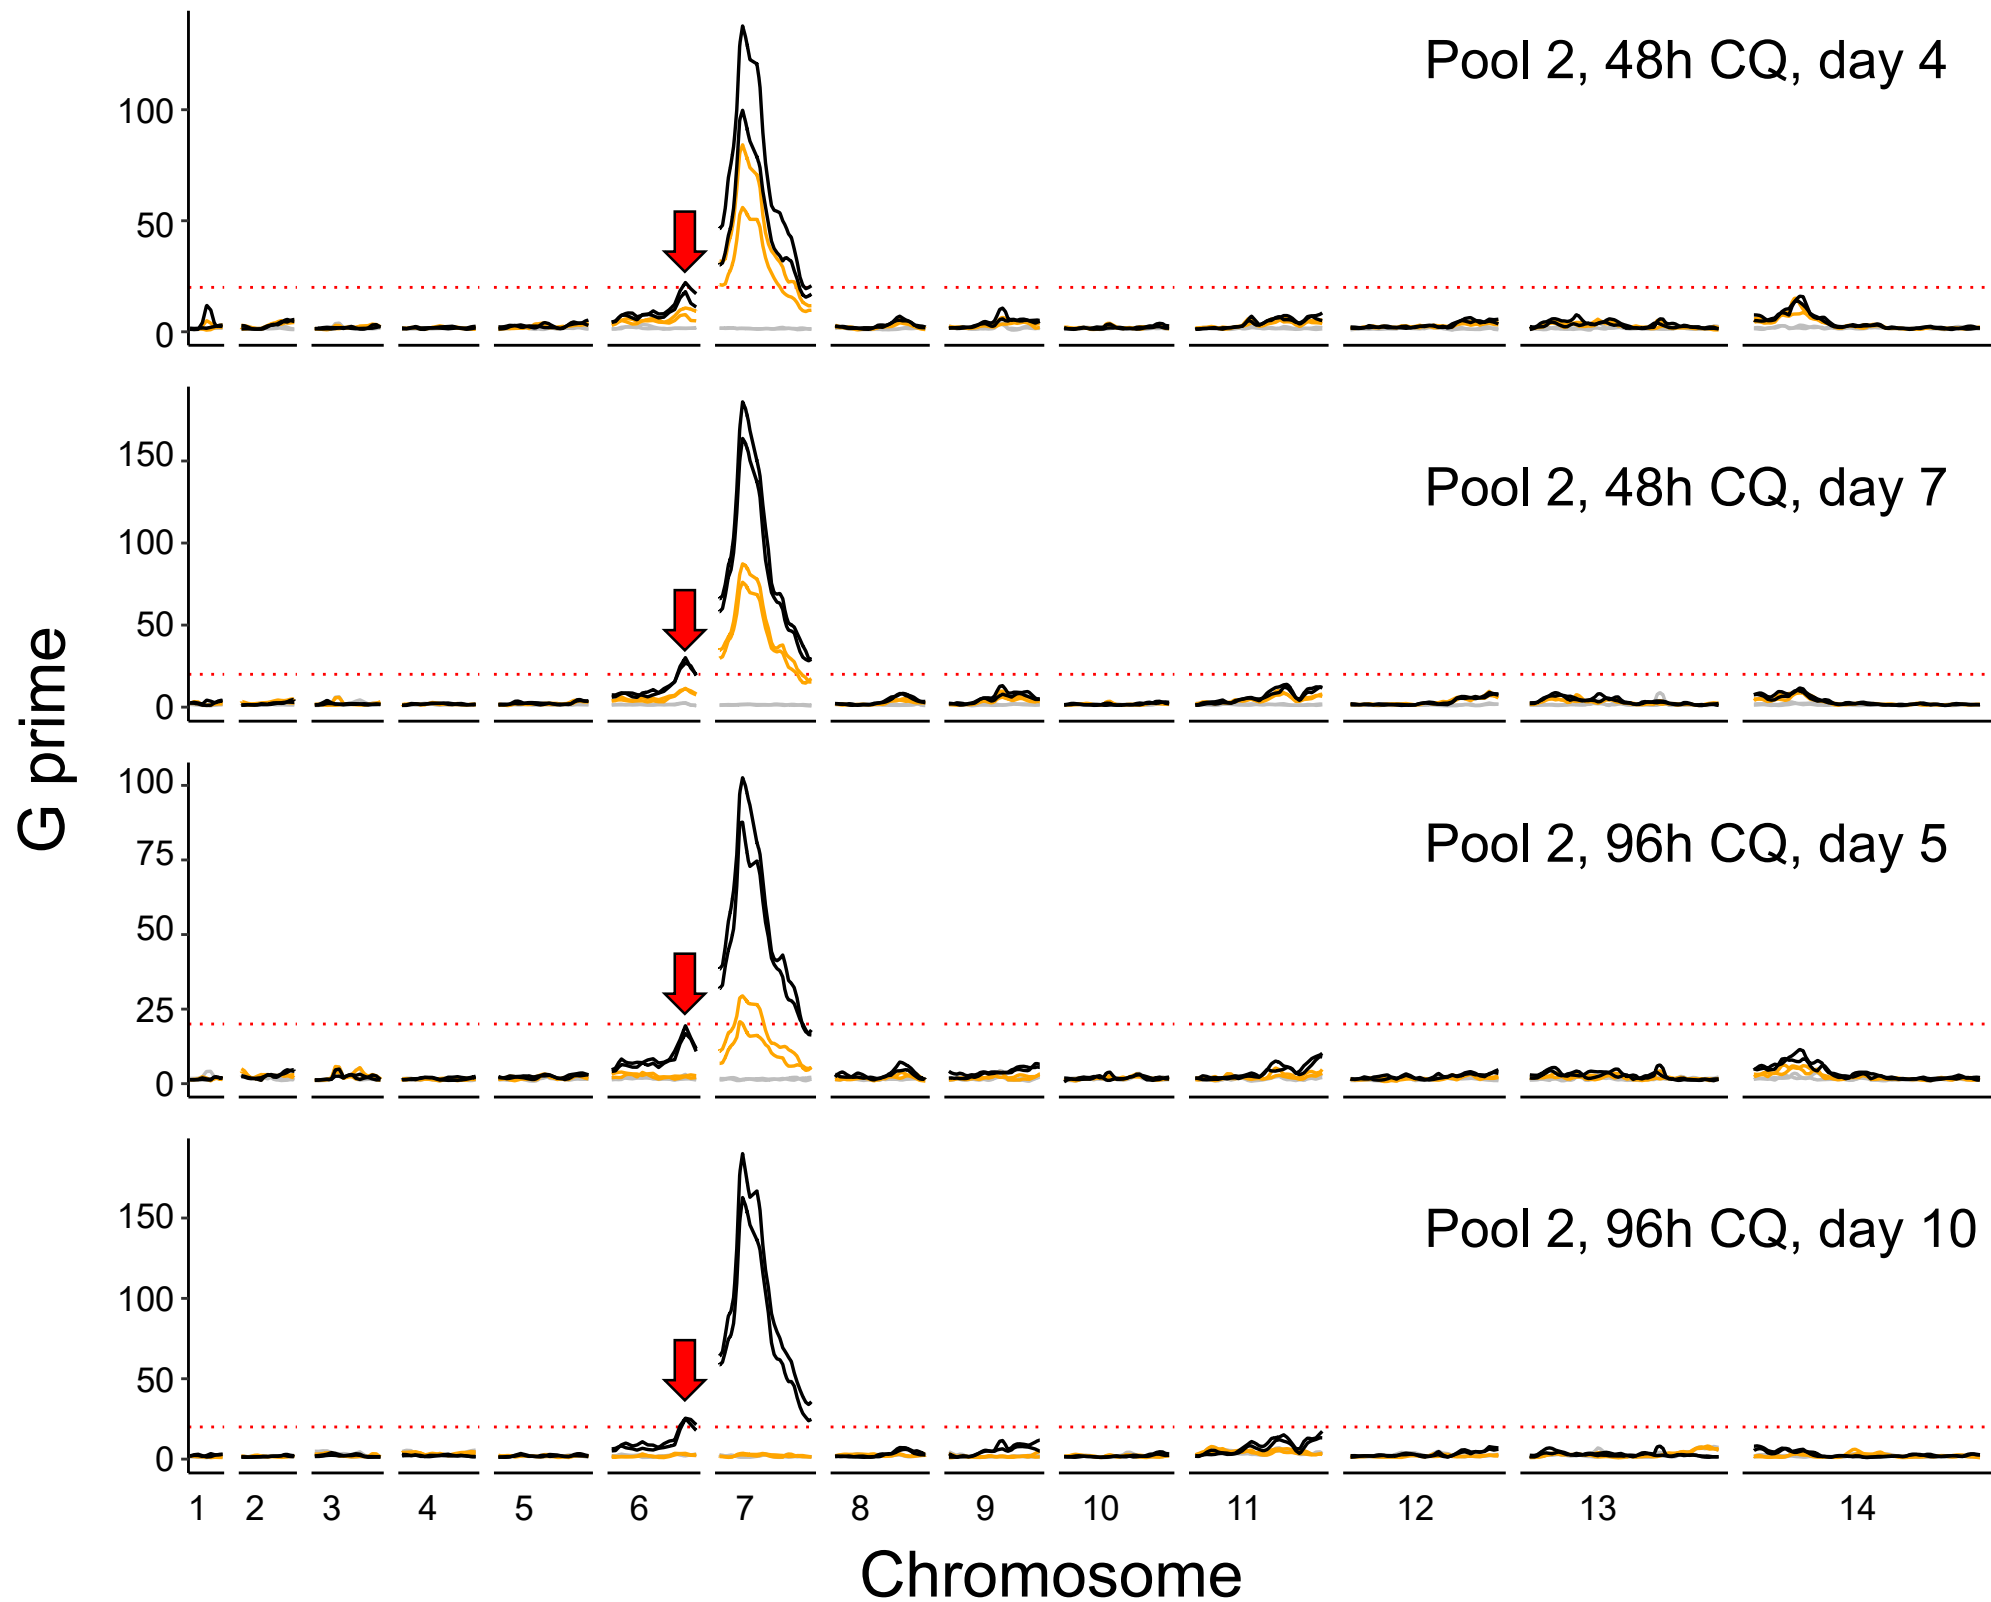 G prime
Pool 2, 48h CQ, day 4
100
50
0
Pool 2, 48h CQ, day 7
150
100
50
0
Pool 2, 96h CQ, day 5
100
75
50
25
0
Pool 2, 96h CQ, day 10
150
100
50
0
1 2 3 4 5 6 7 8 9 10 11 12 13 14
Chromosome